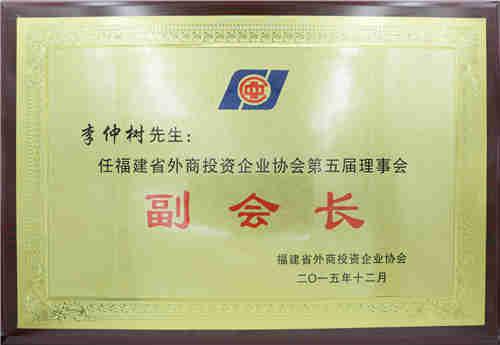 李仲树先生:
任福建省外商投资企业协会第五届理事会
副会长
福建省外商投资企业协会
二〇一五年十二月